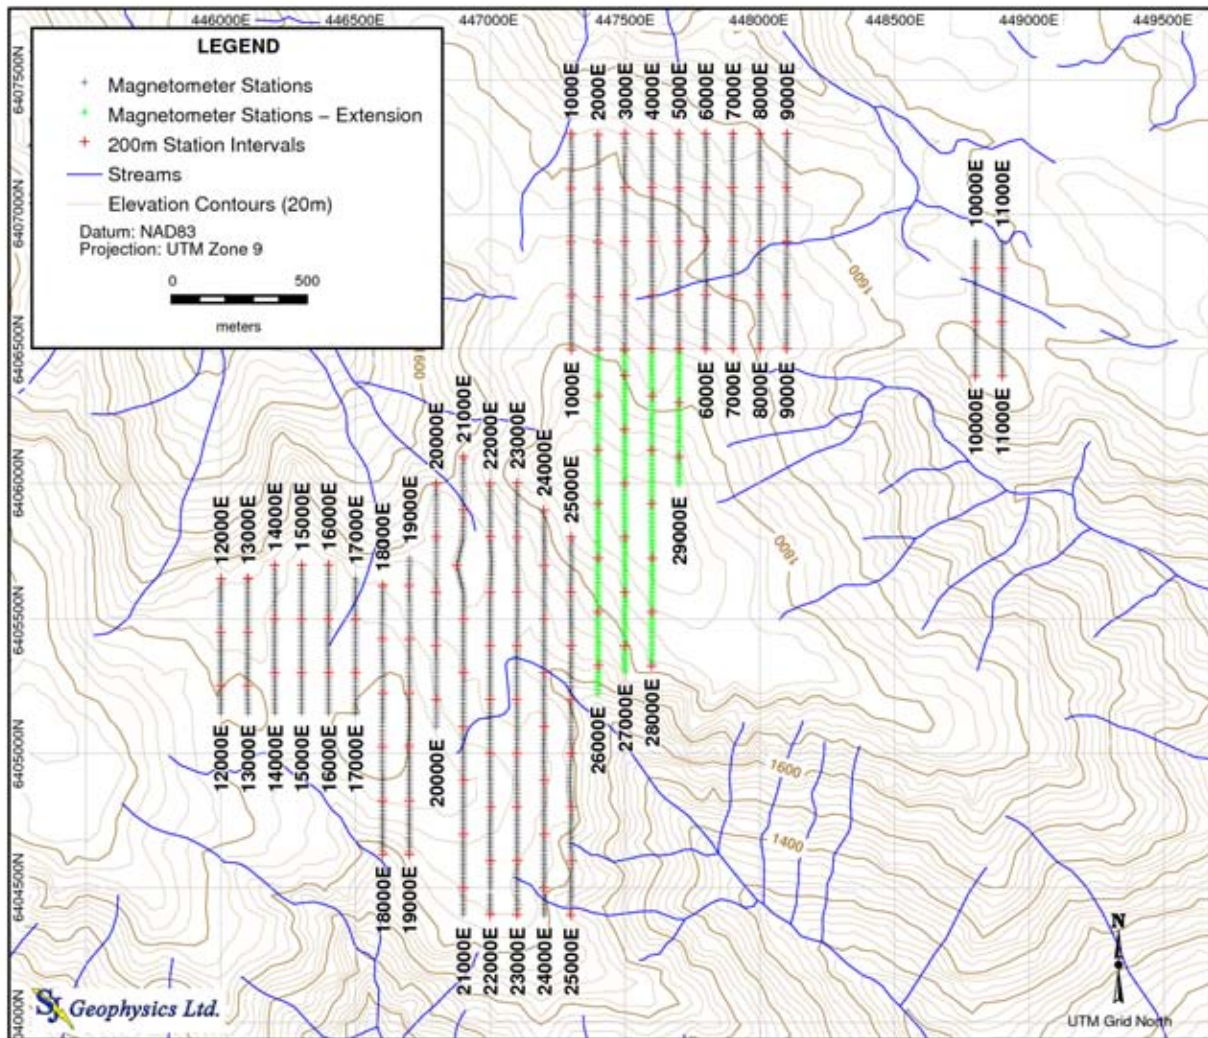 446000E 446500E 447000E 447500E 448000E 448500E 449000E 449500E
6407500N
6407000N
6406500N
6406000N
6405500N
6405000N
6404500N
LEGEND
Magnetometer Stations
Magnetometer Stations – Extension
200m Station Intervals
Streams
Elevation Contours (20m)
Datum: NAD83
Projection: UTM Zone 9
0 500
meters
1000E 2000E 3000E 4000E 5000E 6000E 7000E 8000E 9000E
10000E 11000E
1600
1000E 6000E 7000E 8000E 9000E
10000E 11000E
20000E 21000E 22000E 23000E 24000E 25000E
12000E 13000E 14000E 15000E 16000E 17000E 18000E 19000E
29000E
1800
26000E 27000E 28000E
12000E 13000E 14000E 15000E 16000E 17000E 20000E
1600
1400
18000E 19000E
21000E 22000E 23000E 24000E 25000E
SJ Geophysics Ltd.
N
UTM Grid North